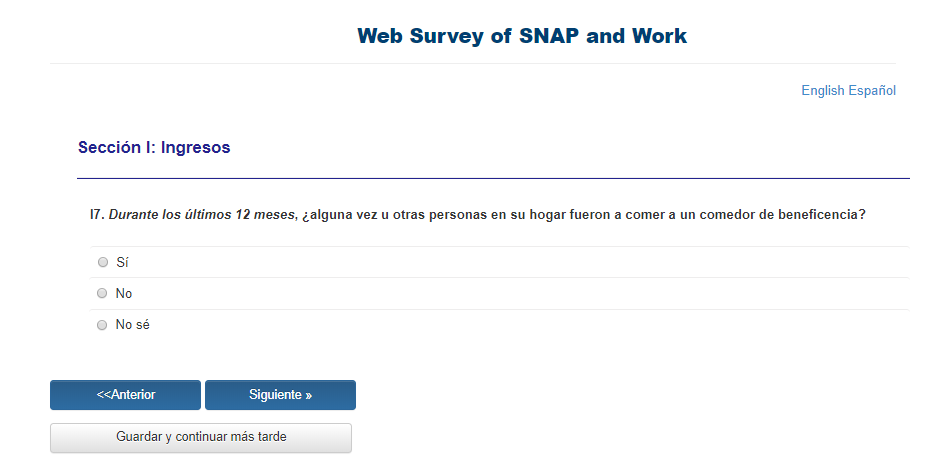 Web Survey of SNAP and Work
English Español
Sección I: Ingresos
I7. Durante los últimos 12 meses, ¿alguna vez u otras personas en su hogar fueron a comer a un comedor de beneficencia?
Sí
No
No sé
<<Anterior
Siguiente »
Guardar y continuar más tarde